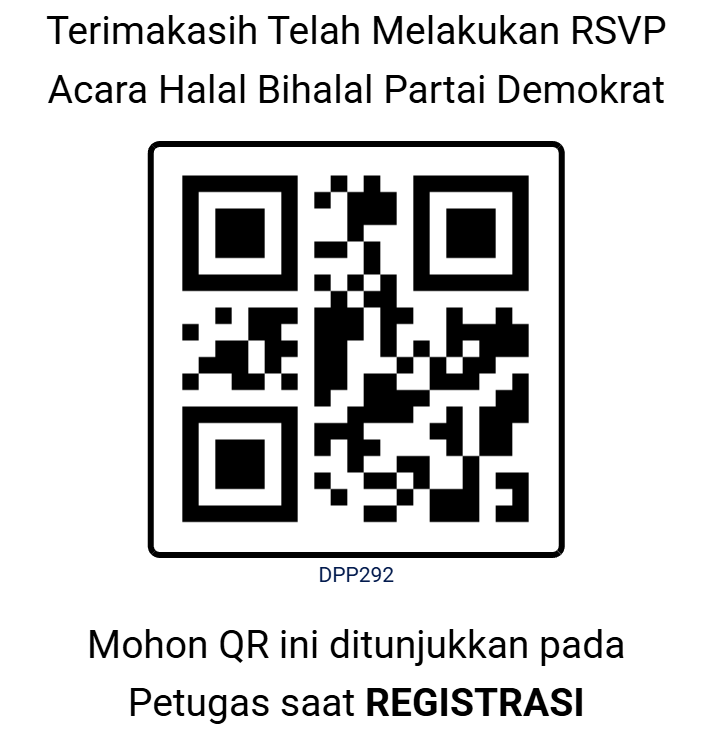 Terimakasih Telah Melakukan RSVP
Acara Halal Bihalal Partai Demokrat
DPP292
Mohon QR ini ditunjukkan pada
Petugas saat REGISTRASI